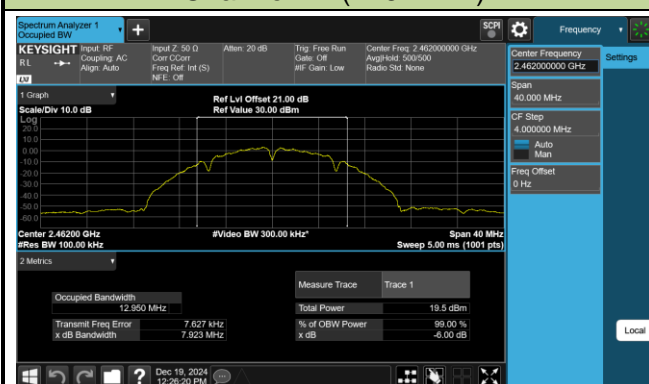 Spectrum Analyzer 1
Occupied BW
SCPI
Frequency
KEYSIGHT
Input: RF
Coupling: AC
Align: Auto
Input Z: 50 Ω
Corr CCorr
Freq Ref: Int (S)
NFE: Off
Atten: 20 dB
Trig: Free Run
Gate: Off
#IF Gain: Low
Center Freq: 2.462000000 GHz
Avg|Hold: 500/500
Radio Std: None
RL
Center Frequency
2.462000000 GHz
Settings
Span
40.000 MHz
CF Step
4.000000 MHz
Auto
Man
Freq Offset
0 Hz
1 Graph
Scale/Div 10.0 dB
Ref Lvl Offset 21.00 dB
Ref Value 30.00 dBm
Log
20.0
10.0
0.00
-10.0
-20.0
-30.0
-40.0
-50.0
-60.0
Center 2.46200 GHz
#Video BW 300.00 kHz*
Span 40 MHz
#Res BW 100.00 kHz
Sweep 5.00 ms (1001 pts)
2 Metrics
Measure Trace
Trace 1
Occupied Bandwidth
12.950 MHz
Total Power
19.5 dBm
Transmit Freq Error
7.627 kHz
% of OBW Power
99.00 %
x dB Bandwidth
7.923 MHz
x dB
-6.00 dB
Local
Dec 19, 2024
12:26:20 PM